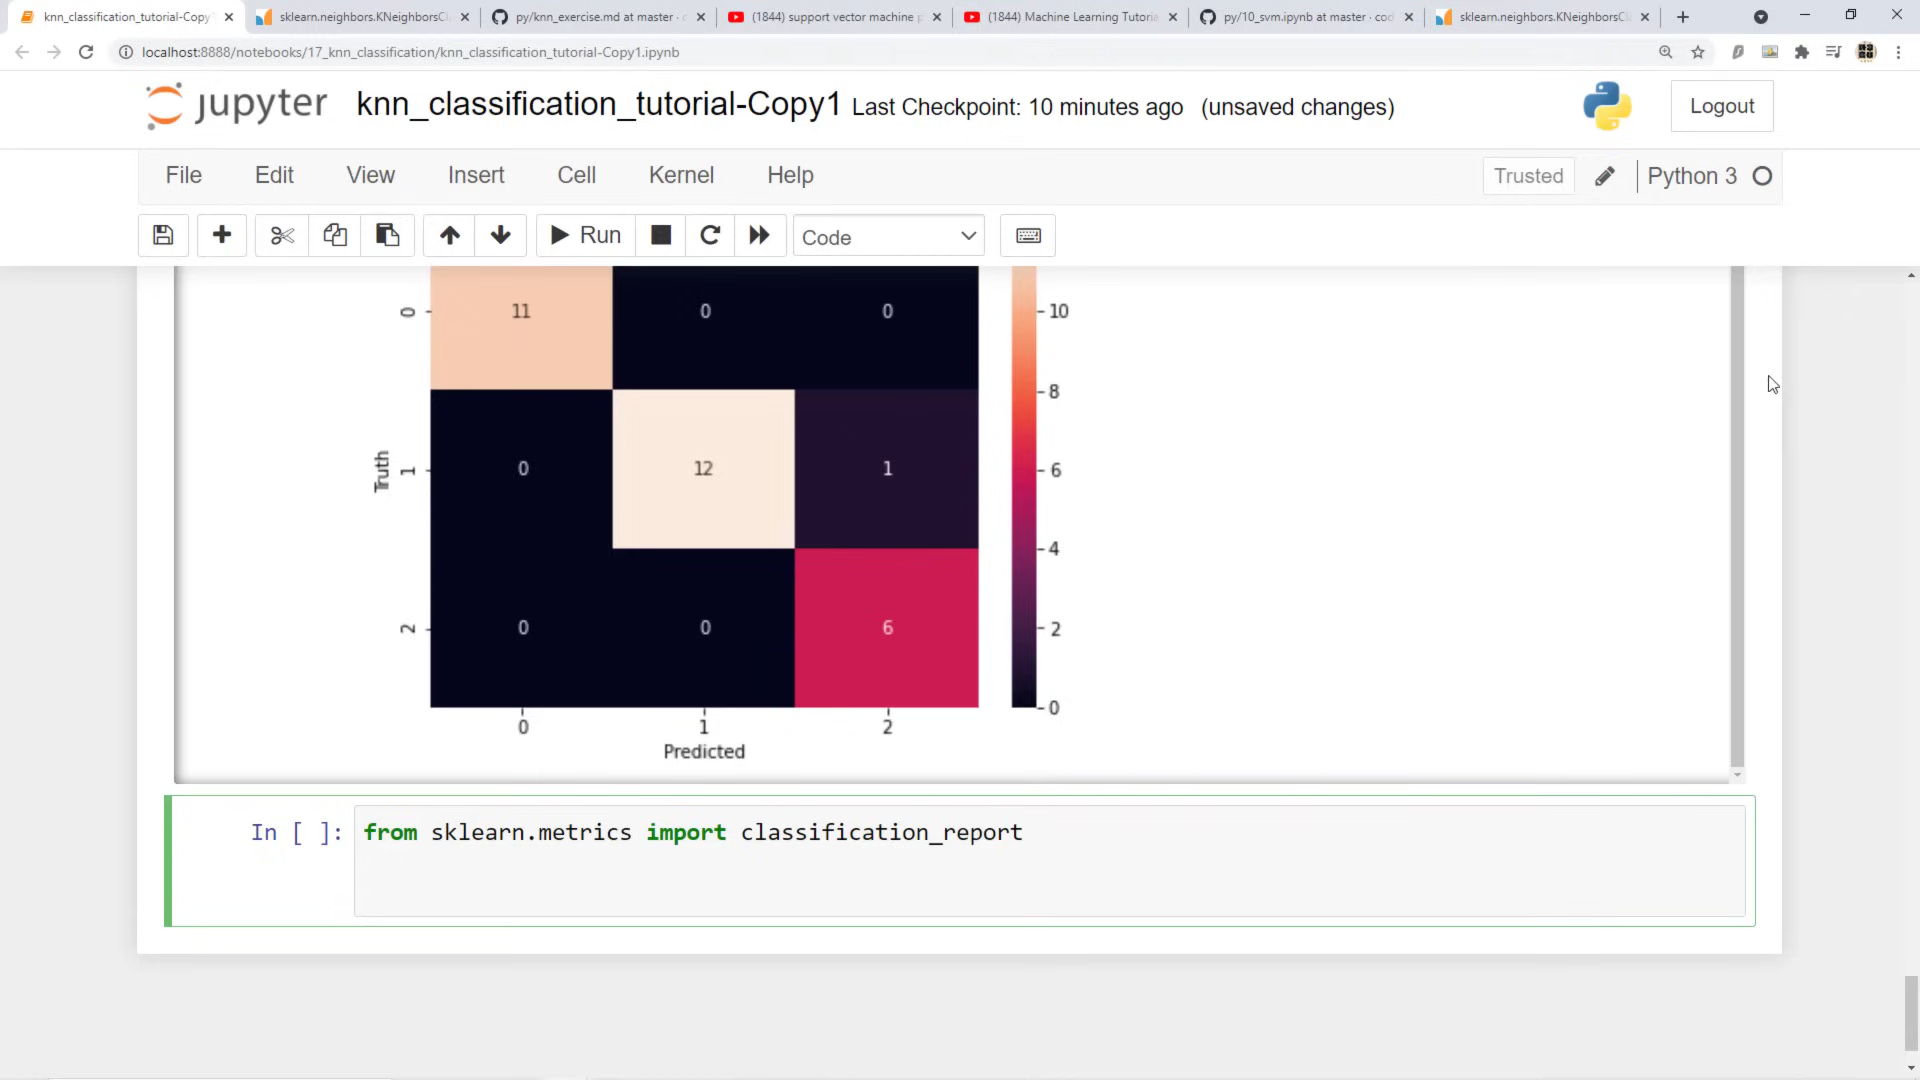 knn_classification_tutorial-Copy1
sklearn.neighbors.KNeighborsCl
py/knn_exercise.md at master · c
(1844) support vector machine p
(1844) Machine Learning Tutoria
py/10_svm.ipynb at master · cod
sklearn.neighbors.KNeighborsCl
localhost:8888/notebooks/17_knn_classification/knn_classification_tutorial-Copy1.ipynb
jupyter knn_classification_tutorial-Copy1 Last Checkpoint: 10 minutes ago (unsaved changes)
Logout
File Edit View Insert Cell Kernel Help
Trusted
Python 3
Run
Code
0 11 0 0 10
8
Truth 1 0 12 1 6
4
2 0 0 6 2
0
0 1 2
Predicted
In [ ]: from sklearn.metrics import classification_report